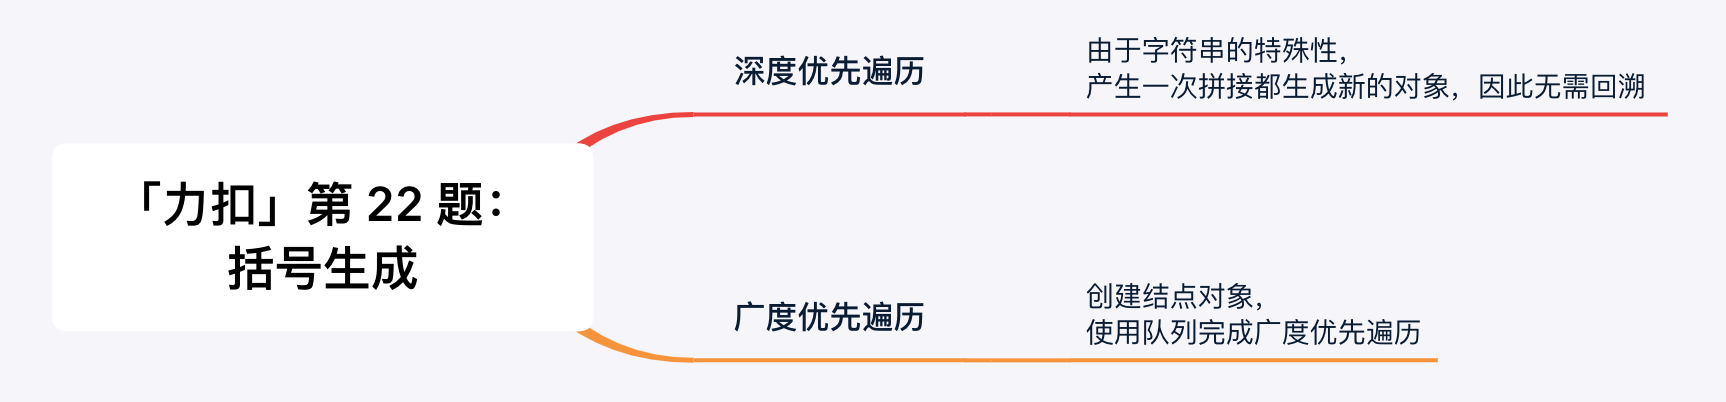 「力扣」第 22 题：
括号生成
深度优先遍历
由于字符串的特殊性，
产生一次拼接都生成新的对象，因此无需回溯
广度优先遍历
创建结点对象，
使用队列完成广度优先遍历